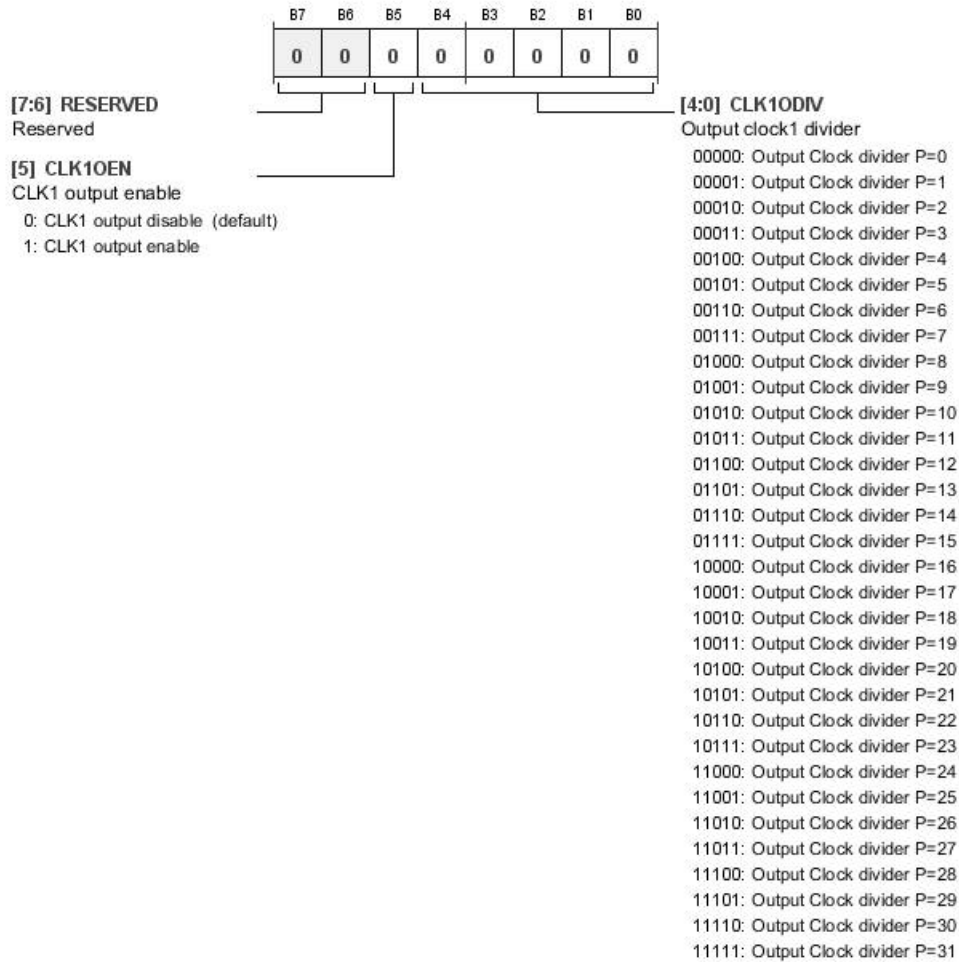 B7 B6 B5 B4 B3 B2 B1 B0
0 0 0 0 0 0 0 0
[7:6] RESERVED
Reserved
[5] CLK1OEN
CLK1 output enable
0: CLK1 output disable (default)
1: CLK1 output enable
[4:0] CLK1ODIV
Output clock1 divider
00000: Output Clock divider P=0
00001: Output Clock divider P=1
00010: Output Clock divider P=2
00011: Output Clock divider P=3
00100: Output Clock divider P=4
00101: Output Clock divider P=5
00110: Output Clock divider P=6
00111: Output Clock divider P=7
01000: Output Clock divider P=8
01001: Output Clock divider P=9
01010: Output Clock divider P=10
01011: Output Clock divider P=11
01100: Output Clock divider P=12
01101: Output Clock divider P=13
01110: Output Clock divider P=14
01111: Output Clock divider P=15
10000: Output Clock divider P=16
10001: Output Clock divider P=17
10010: Output Clock divider P=18
10011: Output Clock divider P=19
10100: Output Clock divider P=20
10101: Output Clock divider P=21
10110: Output Clock divider P=22
10111: Output Clock divider P=23
11000: Output Clock divider P=24
11001: Output Clock divider P=25
11010: Output Clock divider P=26
11011: Output Clock divider P=27
11100: Output Clock divider P=28
11101: Output Clock divider P=29
11110: Output Clock divider P=30
11111: Output Clock divider P=31